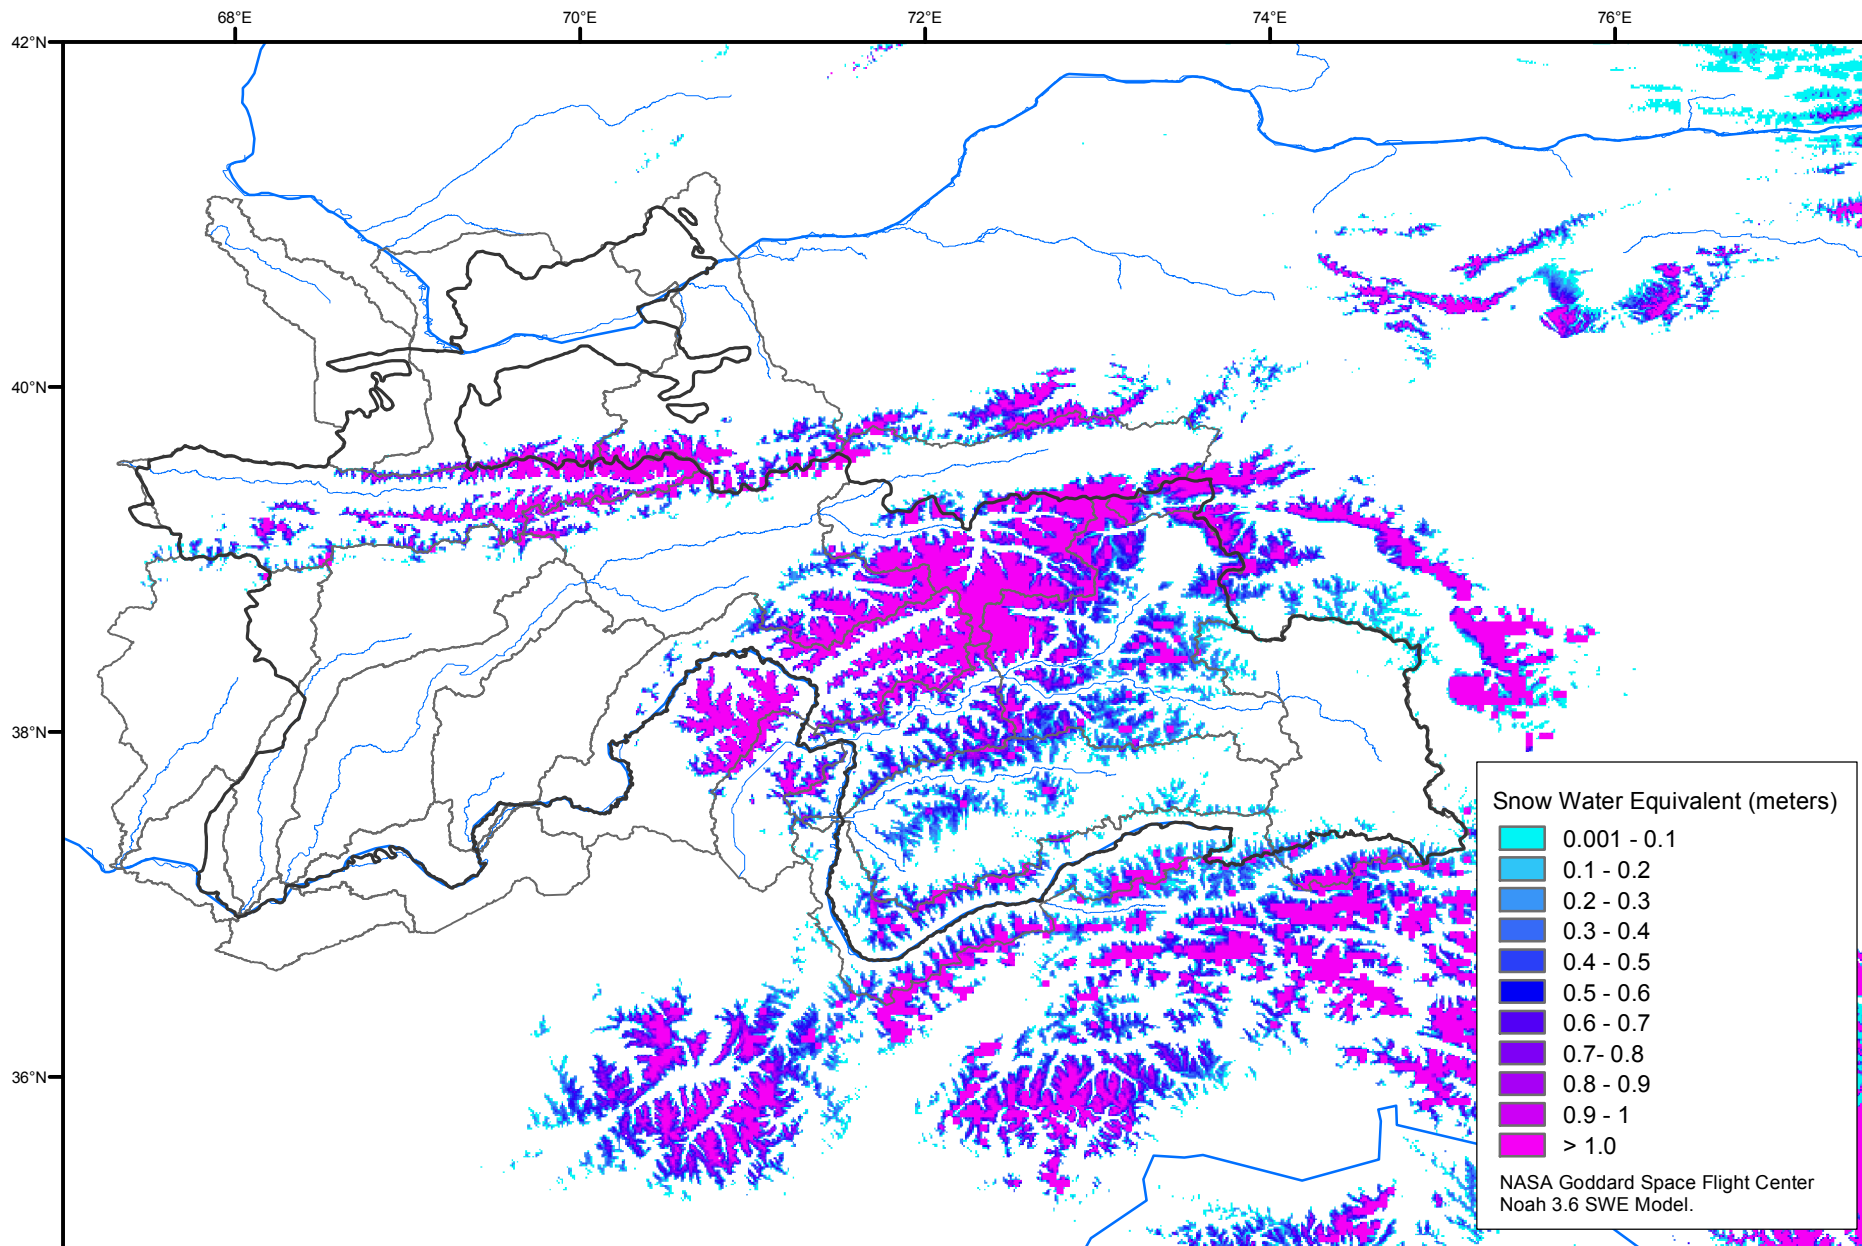 68°E
70°E
72°E
74°E
76°E
42°N
40°N
38°N
36°N
Snow Water Equivalent (meters)
0.001 - 0.1
0.1 - 0.2
0.2 - 0.3
0.3 - 0.4
0.4 - 0.5
0.5 - 0.6
0.6 - 0.7
0.7- 0.8
0.8 - 0.9
0.9 - 1
> 1.0
NASA Goddard Space Flight Center
Noah 3.6 SWE Model.